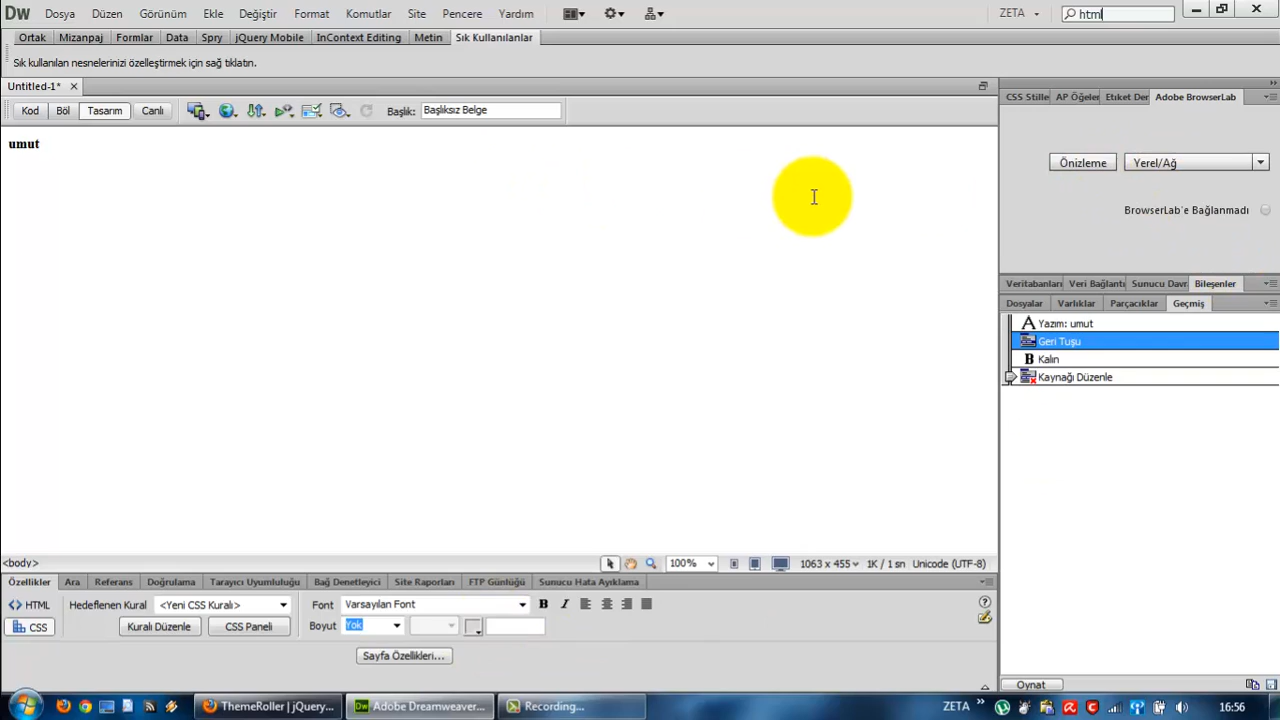 Dw Dosya Düzen Görünüm Ekle Değiştir Format Komutlar Site Pencere Yardım ZETA html
Ortak Mizanpaj Formlar Data Spry jQuery Mobile InContext Editing Metin Sık Kullanılanlar
Sık kullanılan nesnelerinizi özelleştirmek için sağ tıklatın.
Untitled-1*
Kod Böl Tasarım Canlı Başlık: Başlıksız Belge
umut
CSS Stille AP Öğeler Etiket Der Adobe BrowserLab
Önizleme Yerel/Ağ
BrowserLab'e Bağlanmadı
Veritabanları Veri Bağlantı Sunucu Davr Bileşenler
Dosyalar Varlıklar Parçacıklar Geçmiş
Yazım: umut
Geri Tuşu
B Kalın
Kaynağı Düzenle
<body> 100% 1063 x 455 1K / 1 sn Unicode (UTF-8)
Özellikler Ara Referans Doğrulama Tarayıcı Uyumluluğu Bağ Denetleyici Site Raporları FTP Günlüğü Sunucu Hata Ayıklama
<> HTML Hedeflenen Kural <Yeni CSS Kuralı> Font Varsayılan Font B I
CSS Kuralı Düzenle CSS Paneli Boyut Yok
Sayfa Özellikleri...
Oynat
ThemeRoller | jQuery... Adobe Dreamweaver... Recording... ZETA 16:56